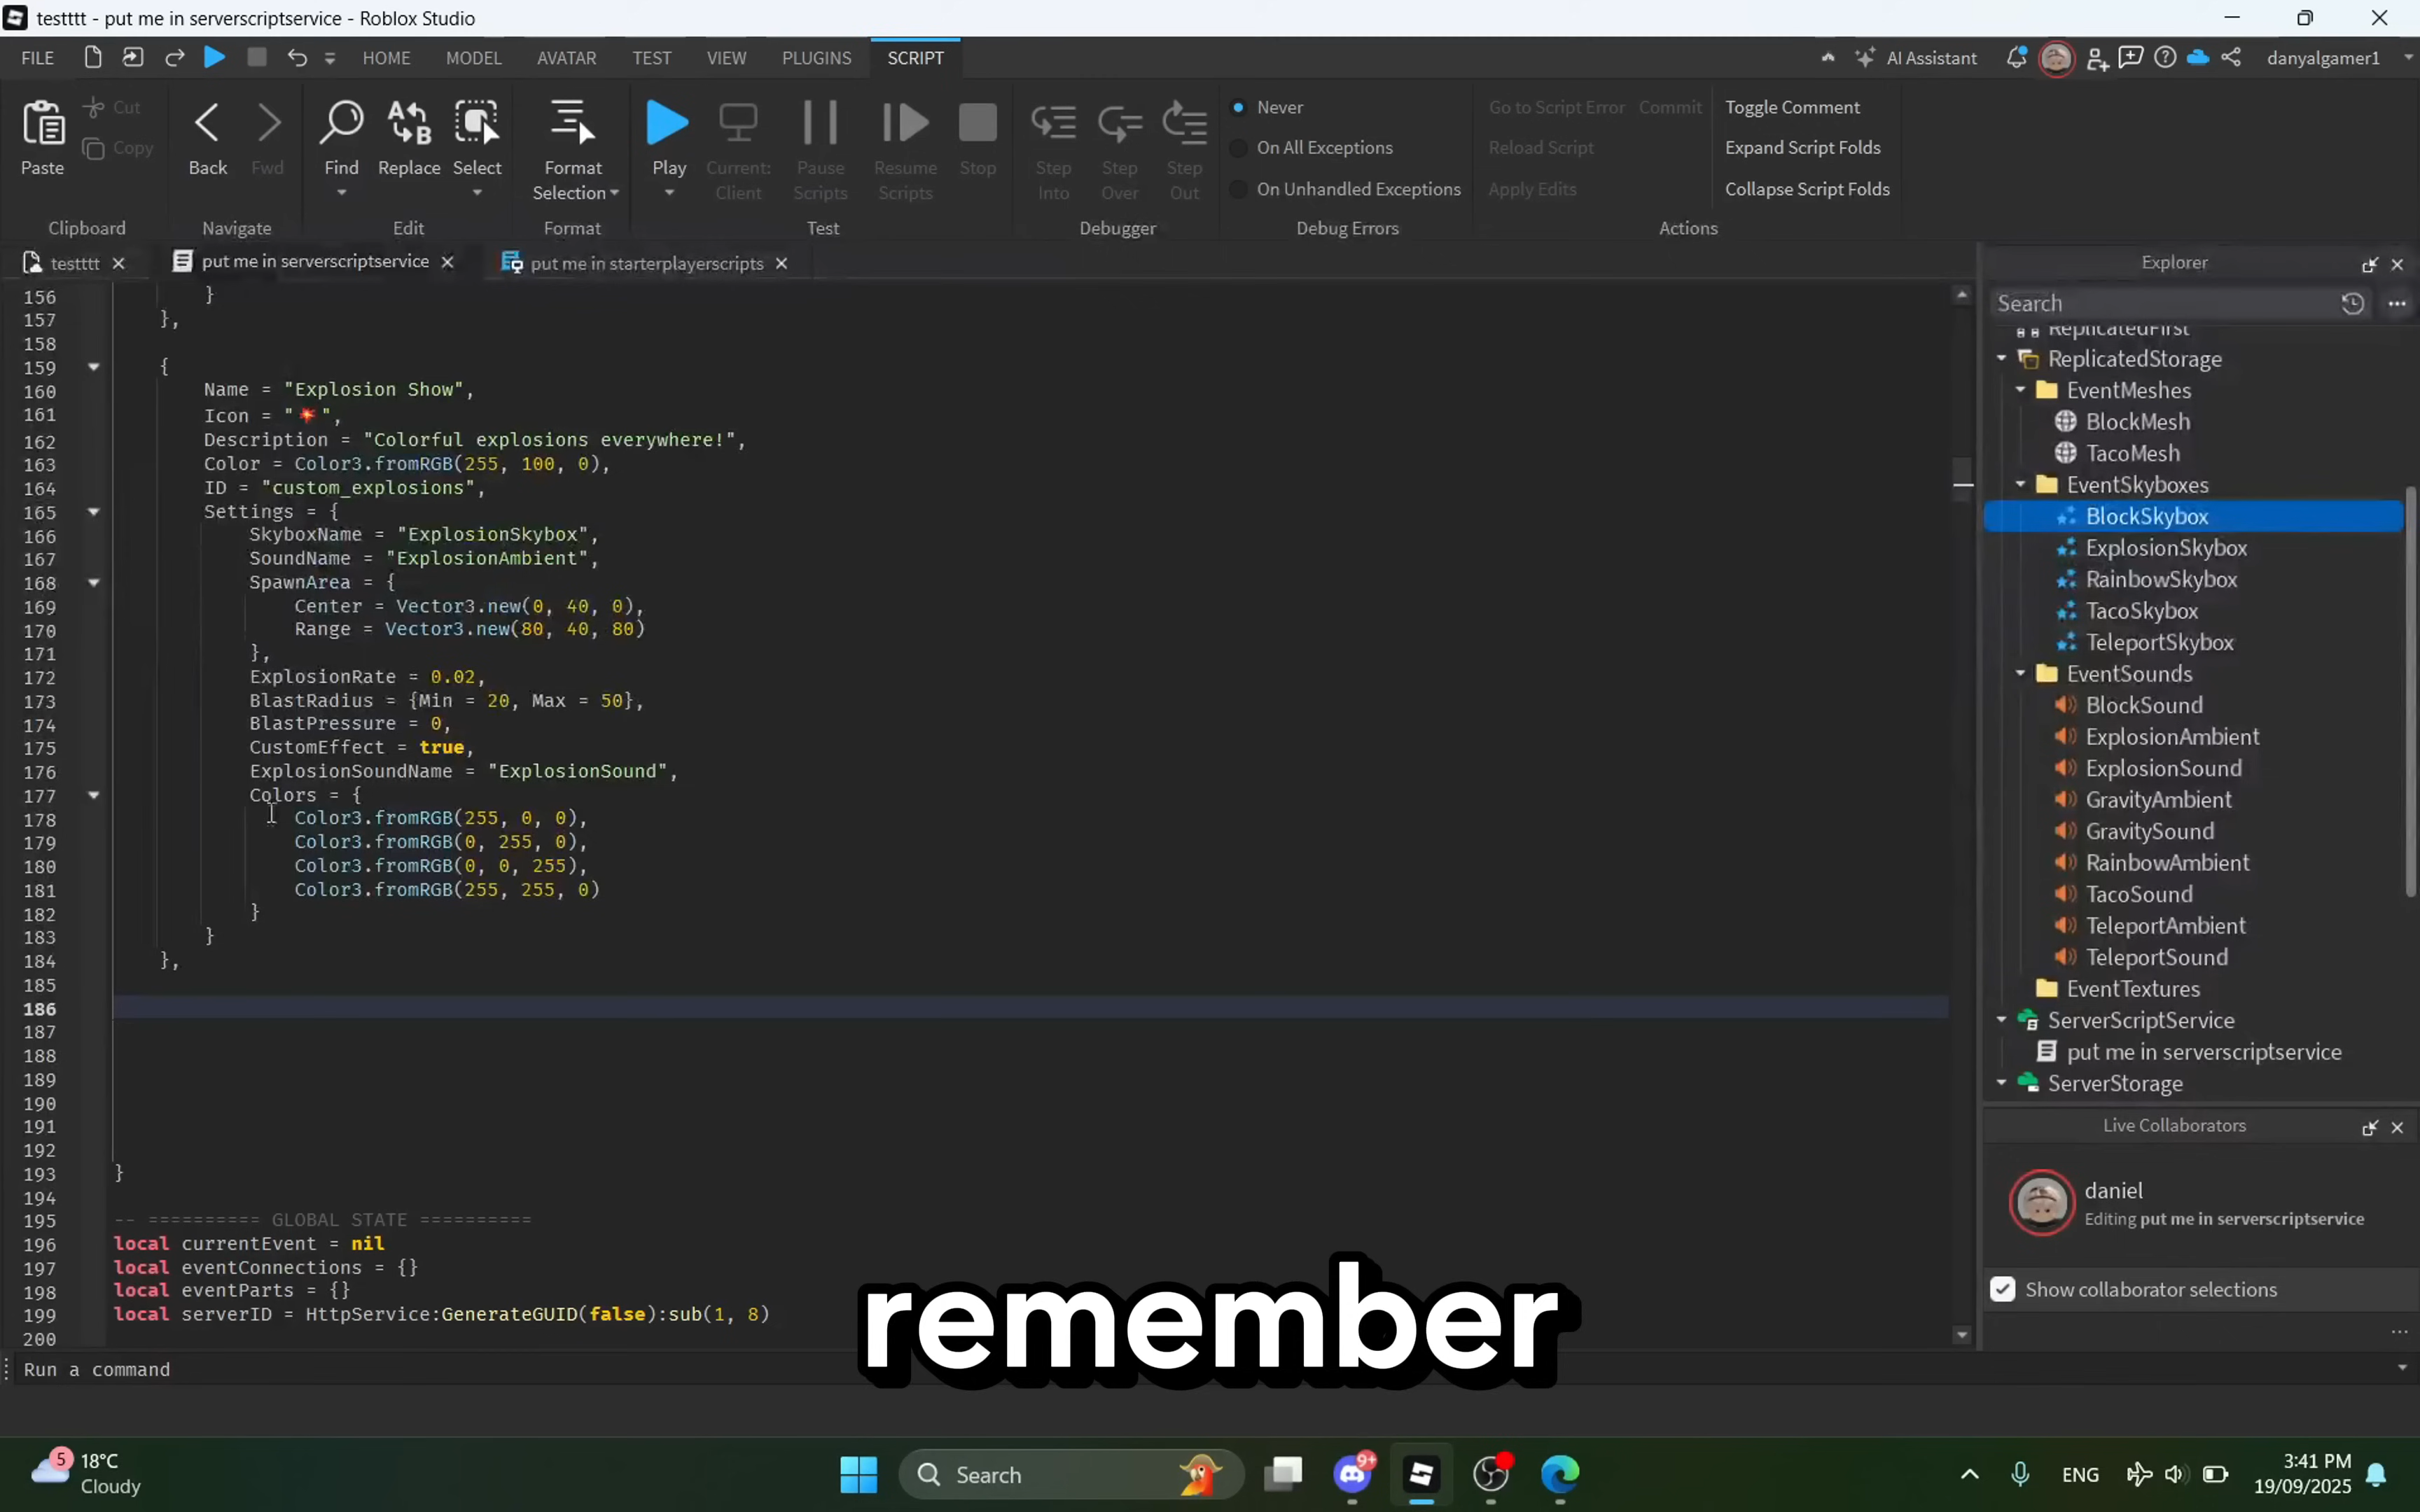 testttt - put me in serverscriptservice - Roblox Studio
FILE HOME MODEL AVATAR TEST VIEW PLUGINS SCRIPT AI Assistant danyalgamer1
Paste Cut Copy Back Fwd Find Replace Select Format Selection Play Current: Client Pause Scripts Resume Scripts Stop Step Into Step Over Step Out
Never
On All Exceptions
On Unhandled Exceptions
Go to Script Error Commit
Reload Script
Apply Edits
Toggle Comment
Expand Script Folds
Collapse Script Folds
Clipboard Navigate Edit Format Test Debugger Debug Errors Actions
testttt put me in serverscriptservice put me in starterplayerscripts
156 }
157 },
158
159 {
160 Name = "Explosion Show",
161 Icon = "💥",
162 Description = "Colorful explosions everywhere!",
163 Color = Color3.fromRGB(255, 100, 0),
164 ID = "custom_explosions",
165 Settings = {
166 SkyboxName = "ExplosionSkybox",
167 SoundName = "ExplosionAmbient",
168 SpawnArea = {
169 Center = Vector3.new(0, 40, 0),
170 Range = Vector3.new(80, 40, 80)
171 },
172 ExplosionRate = 0.02,
173 BlastRadius = {Min = 20, Max = 50},
174 BlastPressure = 0,
175 CustomEffect = true,
176 ExplosionSoundName = "ExplosionSound",
177 Colors = {
178 Color3.fromRGB(255, 0, 0),
179 Color3.fromRGB(0, 255, 0),
180 Color3.fromRGB(0, 0, 255),
181 Color3.fromRGB(255, 255, 0)
182 }
183 }
184 },
185
186
187
188
189
190
191
192
193 }
194
195 -- ========== GLOBAL STATE ==========
196 local currentEvent = nil
197 local eventConnections = {}
198 local eventParts = {}
199 local serverID = HttpService:GenerateGUID(false):sub(1, 8)
200
Run a command
Explorer
Search
ReplicatedFirst
ReplicatedStorage
EventMeshes
BlockMesh
TacoMesh
EventSkyboxes
BlockSkybox
ExplosionSkybox
RainbowSkybox
TacoSkybox
TeleportSkybox
EventSounds
BlockSound
ExplosionAmbient
ExplosionSound
GravityAmbient
GravitySound
RainbowAmbient
TacoSound
TeleportAmbient
TeleportSound
EventTextures
ServerScriptService
put me in serverscriptservice
ServerStorage
Live Collaborators
daniel
Editing put me in serverscriptservice
Show collaborator selections
remember
5 18°C
Cloudy
Search
9+
ENG
3:41 PM
19/09/2025